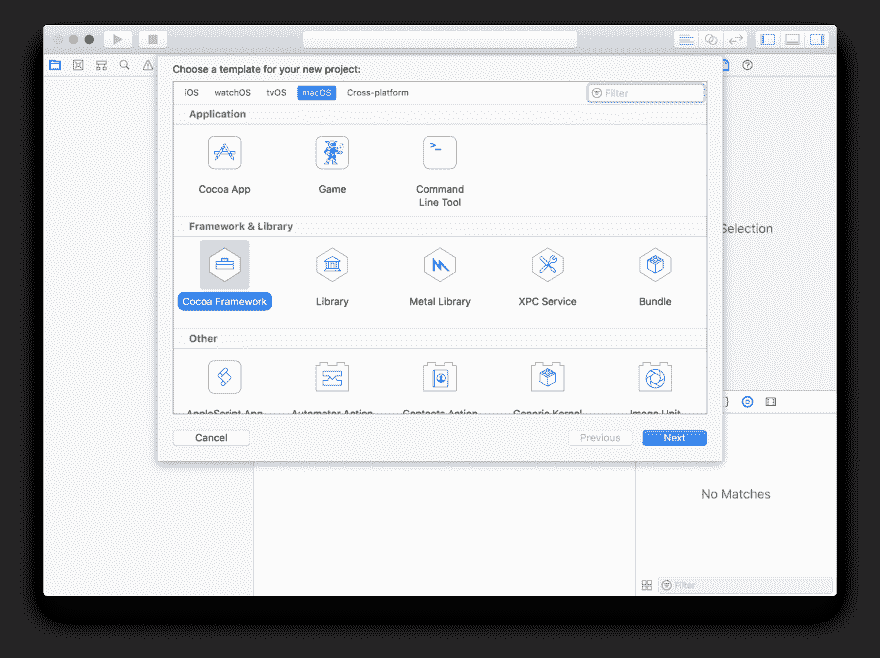 Choose a template for your new project:
iOS watchOS tvOS macOS Cross-platform Filter
Application
Cocoa App Game Command
Line Tool
Selection
Framework & Library
Cocoa Framework Library Metal Library XPC Service Bundle
Other
AppleScript App Automator Action Contacts Action Generic Kernel Image Unit
Cancel Previous Next
No Matches
Filter